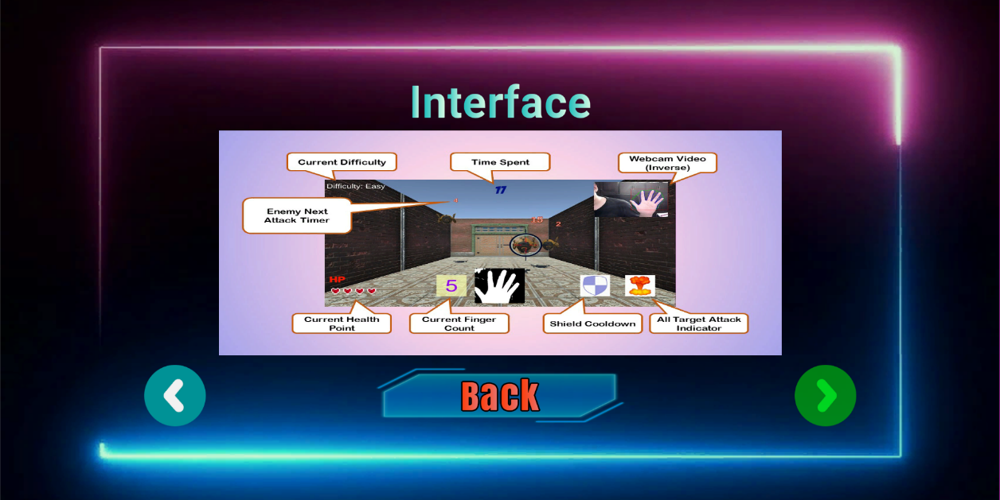 Interface
Current Difficulty
Time Spent
Webcam Video
(Inverse)
Difficulty: Easy
17
Enemy Next
Attack Timer
15
2
HP
5
Current Health
Point
Current Finger
Count
Shield Cooldown
All Target Attack
Indicator
Back